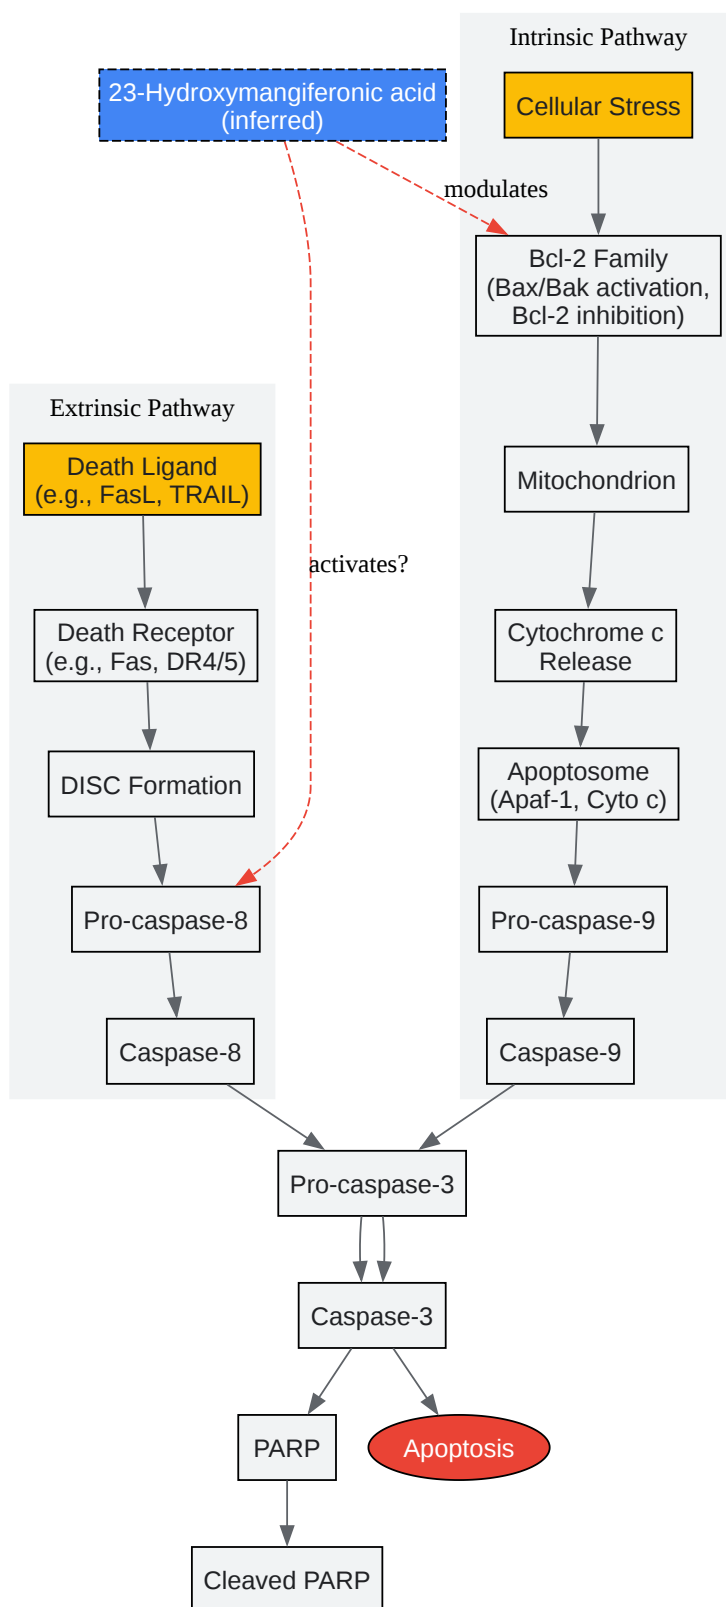 Intrinsic Pathway
23-Hydroxymangiferonic acid
(inferred)
Cellular Stress
modulates
Bcl-2 Family
(Bax/Bak activation,
Bcl-2 inhibition)
Extrinsic Pathway
Death Ligand
(e.g., FasL, TRAIL)
Mitochondrion
activates?
Death Receptor
(e.g., Fas, DR4/5)
Cytochrome c
Release
DISC Formation
Apoptosome
(Apaf-1, Cyto c)
Pro-caspase-8
Pro-caspase-9
Caspase-8
Caspase-9
Pro-caspase-3
Caspase-3
PARP
Apoptosis
Cleaved PARP